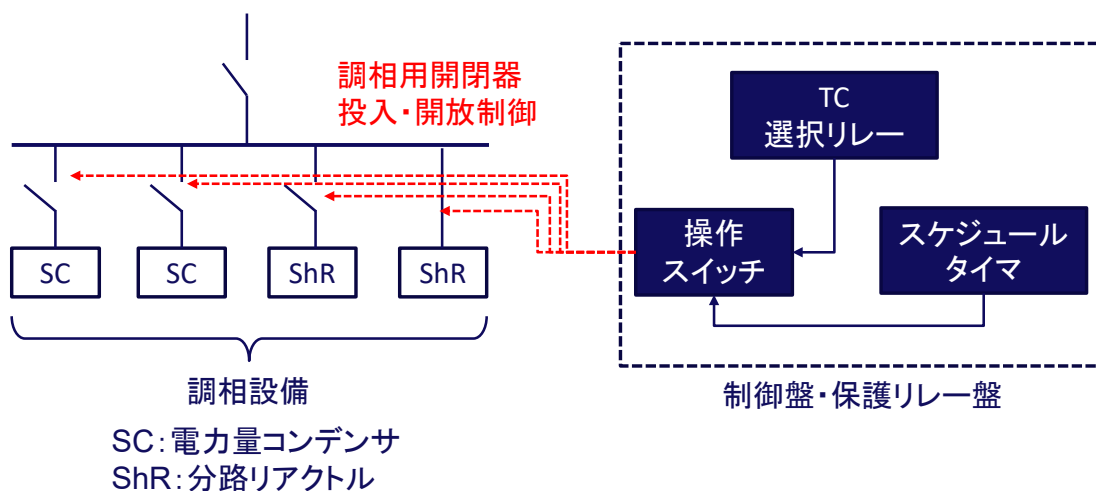 調相用開閉器
投入・開放制御
SC
SC
ShR
ShR
調相設備
SC:電力量コンデンサ
ShR:分路リアクトル
TC
選択リレー
操作
スイッチ
スケジュール
タイマ
制御盤・保護リレー盤